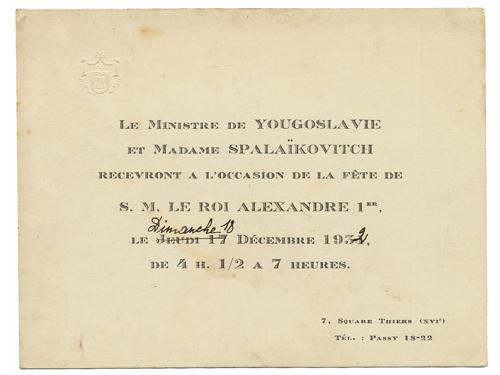 Le Ministre de YOUGOSLAVIE
et Madame SPALAÏKOVITCH
recevront a l'occasion de la fête de
S. M. LE ROI ALEXANDRE 1er,
Dimanche 18
le Jeudi 17 Décembre 1932,
de 4 h. 1/2 a 7 heures.
7, Square Thiers (XVIe)
Tél. : Passy 18-22